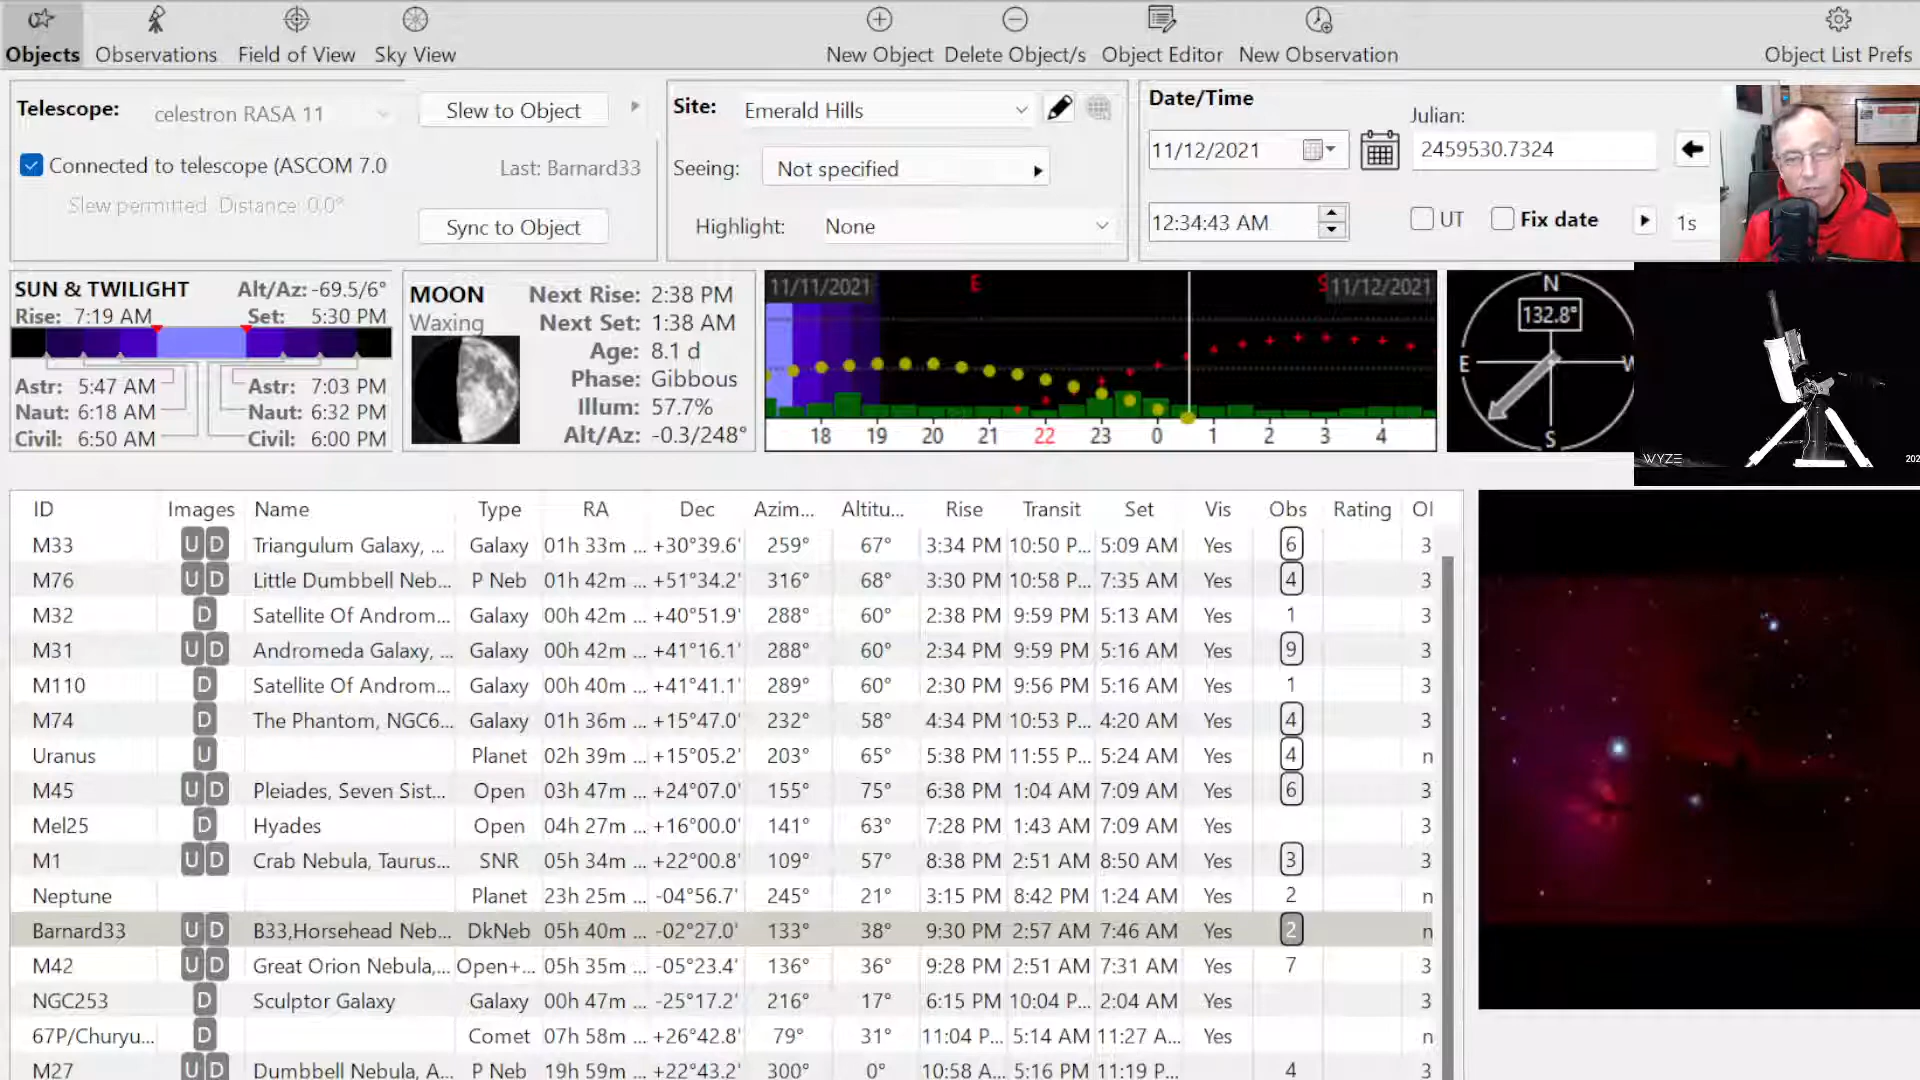 Objects Observations Field of View Sky View New Object Delete Object/s Object Editor New Observation Object List Prefs
Telescope: celestron RASA 11 Slew to Object
Connected to telescope (ASCOM 7.0 Last: Barnard33
Slew permitted Distance: 0.0°
Sync to Object
Site: Emerald Hills
Seeing: Not specified
Highlight: None
Date/Time
Julian:
11/12/2021 2459530.7324
12:34:43 AM UT Fix date 1s
SUN & TWILIGHT Alt/Az: -69.5/6°
Rise: 7:19 AM Set: 5:30 PM
Astr: 5:47 AM Astr: 7:03 PM
Naut: 6:18 AM Naut: 6:32 PM
Civil: 6:50 AM Civil: 6:00 PM
MOON Next Rise: 2:38 PM
Waxing Next Set: 1:38 AM
Age: 8.1 d
Phase: Gibbous
Illum: 57.7%
Alt/Az: -0.3/248°
11/11/2021 E S 11/12/2021
18 19 20 21 22 23 0 1 2 3 4
N
132.8°
E W
S
WYZE 202
ID Images Name Type RA Dec Azim... Altitu... Rise Transit Set Vis Obs Rating Ol
M33 U D Triangulum Galaxy, ... Galaxy 01h 33m ... +30°39.6' 259° 67° 3:34 PM 10:50 P... 5:09 AM Yes 6 3
M76 U D Little Dumbbell Neb... P Neb 01h 42m ... +51°34.2' 316° 68° 3:30 PM 10:58 P... 7:35 AM Yes 4 3
M32 D Satellite Of Androm... Galaxy 00h 42m ... +40°51.9' 288° 60° 2:38 PM 9:59 PM 5:13 AM Yes 1 3
M31 U D Andromeda Galaxy, ... Galaxy 00h 42m ... +41°16.1' 288° 60° 2:34 PM 9:59 PM 5:16 AM Yes 9 3
M110 D Satellite Of Androm... Galaxy 00h 40m ... +41°41.1' 289° 60° 2:30 PM 9:56 PM 5:16 AM Yes 1 3
M74 D The Phantom, NGC6... Galaxy 01h 36m ... +15°47.0' 232° 58° 4:34 PM 10:53 P... 4:20 AM Yes 4 3
Uranus U Planet 02h 39m ... +15°05.2' 203° 65° 5:38 PM 11:55 P... 5:24 AM Yes 4 n
M45 U D Pleiades, Seven Sist... Open 03h 47m ... +24°07.0' 155° 75° 6:38 PM 1:04 AM 7:09 AM Yes 6 3
Mel25 D Hyades Open 04h 27m ... +16°00.0' 141° 63° 7:28 PM 1:43 AM 7:09 AM Yes 3
M1 U D Crab Nebula, Taurus... SNR 05h 34m ... +22°00.8' 109° 57° 8:38 PM 2:51 AM 8:50 AM Yes 3 3
Neptune Planet 23h 25m ... -04°56.7' 245° 21° 3:15 PM 8:42 PM 1:24 AM Yes 2 n
Barnard33 U D B33,Horsehead Neb... DkNeb 05h 40m ... -02°27.0' 133° 38° 9:30 PM 2:57 AM 7:46 AM Yes 2 n
M42 U D Great Orion Nebula,... Open+... 05h 35m ... -05°23.4' 136° 36° 9:28 PM 2:51 AM 7:31 AM Yes 7 3
NGC253 D Sculptor Galaxy Galaxy 00h 47m ... -25°17.2' 216° 17° 6:15 PM 10:04 P... 2:04 AM Yes 3
67P/Churyu... D Comet 07h 58m ... +26°42.8' 79° 31° 11:04 P... 5:14 AM 11:27 A... Yes n
M27 U D Dumbbell Nebula, A... P Neb 19h 59m ... +22°43.2' 300° 0° 10:58 A... 5:16 PM 11:19 P... 4 3